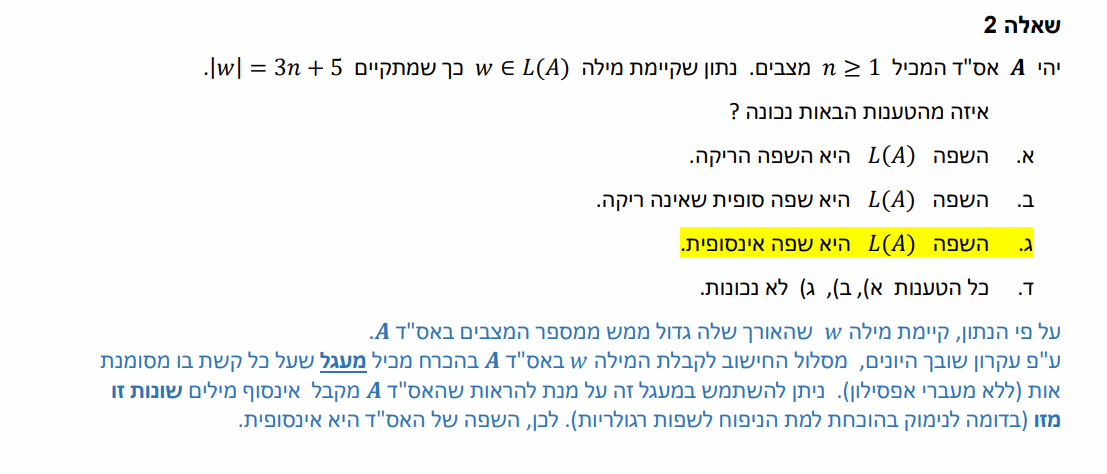 שאלה 2
יהי A אס"ד המכיל n ≥ 1 מצבים. נתון שקיימת מילה w ∈ L(A) כך שמתקיים |w| = 3n + 5.
איזה מהטענות הבאות נכונה ?
א. השפה L(A) היא השפה הריקה.
ב. השפה L(A) היא שפה סופית שאינה ריקה.
ג. השפה L(A) היא שפה אינסופית.
ד. כל הטענות א), ב), ג) לא נכונות.
על פי הנתון, קיימת מילה w שהאורך שלה גדול ממש ממספר המצבים באס"ד A.
ע"פ עקרון שובך היונים, מסלול החישוב לקבלת המילה w באס"ד A בהכרח מכיל מעגל שעל כל קשת בו מסומנת
אות (ללא מעברי אפסילון). ניתן להשתמש במעגל זה על מנת להראות שהאס"ד A מקבל אינסוף מילים שונות זו
מזו (בדומה לנימוק בהוכחת למת הניפוח לשפות רגולריות). לכן, השפה של האס"ד היא אינסופית.